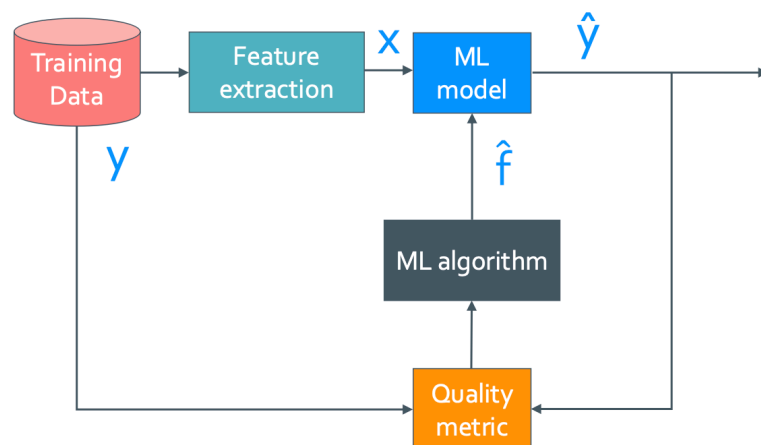 Training
Data
Feature
extraction
x
ML
model
ŷ
y
f̂
ML algorithm
Quality
metric